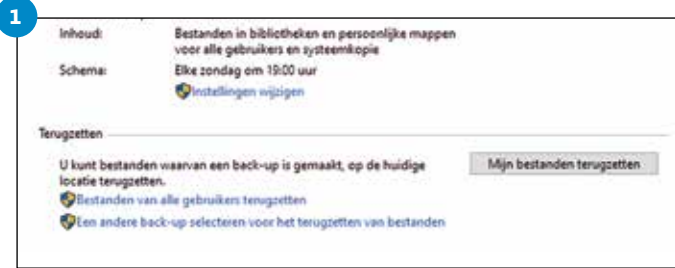 1
Inhoud: Bestanden in bibliotheken en persoonlijke mappen
voor alle gebruikers en systeemkopie
Schema: Elke zondag om 19:00 uur
Instellingen wijzigen
Terugzetten
U kunt bestanden waarvan een back-up is gemaakt, op de huidige
locatie terugzetten.
Mijn bestanden terugzetten
Bestanden van alle gebruikers terugzetten
Een andere back-up selecteren voor het terugzetten van bestanden